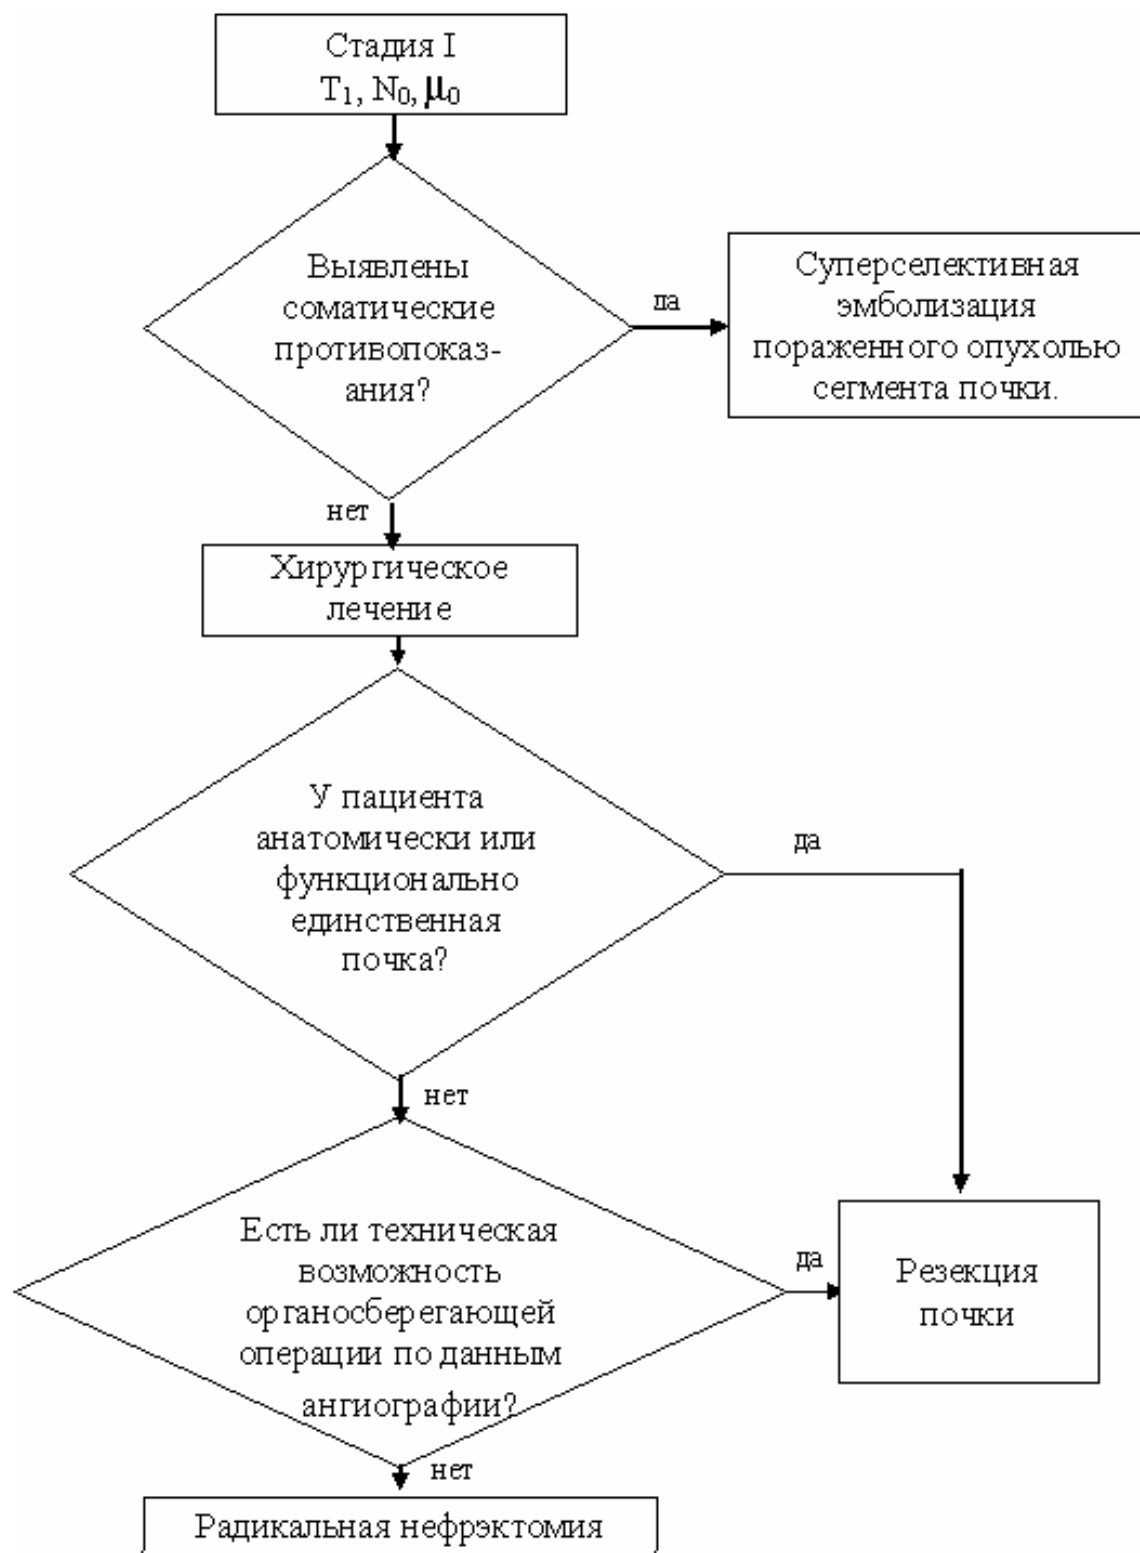 Стадия I
T₁, N₀, μ₀
Выявлены
соматические
противопоказ-
ания?
да
Суперселективная
эмболизация
пораженного опухолью
сегмента почки.
нет
Хирургическое
лечение
У пациента
анатомически или
функционально
единственная
почка?
да
нет
Есть ли техническая
возможность
органосберегающей
операции по данным
ангиографии?
да
Резекция
почки
нет
Радикальная нефрэктомия